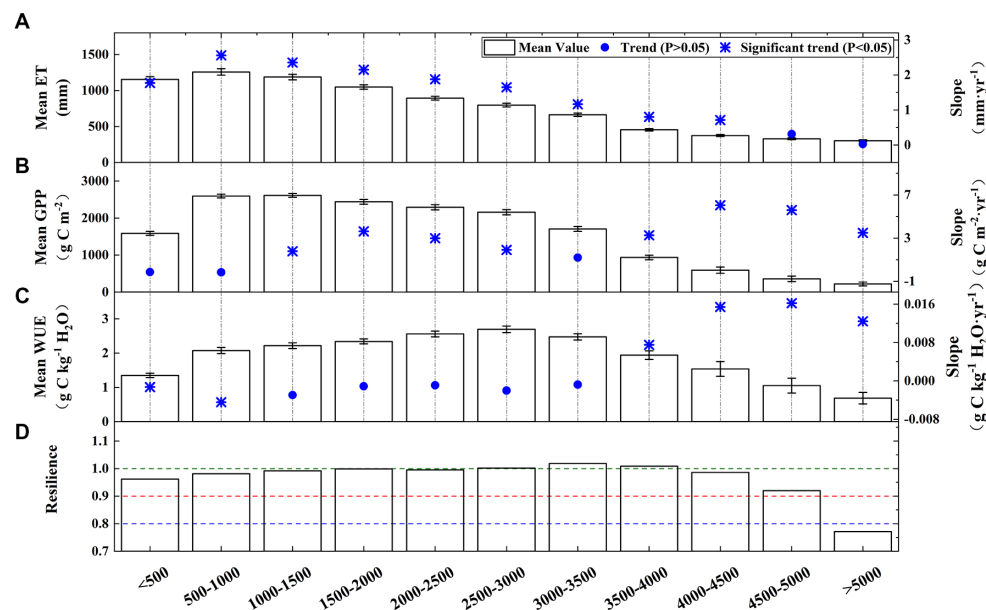 A
Mean ET
(mm)
1500
1000
500
0
Mean Value
Trend (P>0.05)
Significant trend (P<0.05)
3
2
1
0
Slope
(mm·yr⁻¹)
B
Mean GPP
(g C m⁻²)
3000
2000
1000
0
7
3
-1
Slope
(g C m⁻²·yr⁻¹)
C
Mean WUE
(g C kg⁻¹ H₂O)
3
2
1
0
0.016
0.008
0.000
-0.008
Slope
(g C kg⁻¹ H₂O·yr⁻¹)
D
Resilience
1.1
1.0
0.9
0.8
0.7
<500
500-1000
1000-1500
1500-2000
2000-2500
2500-3000
3000-3500
3500-4000
4000-4500
4500-5000
>5000